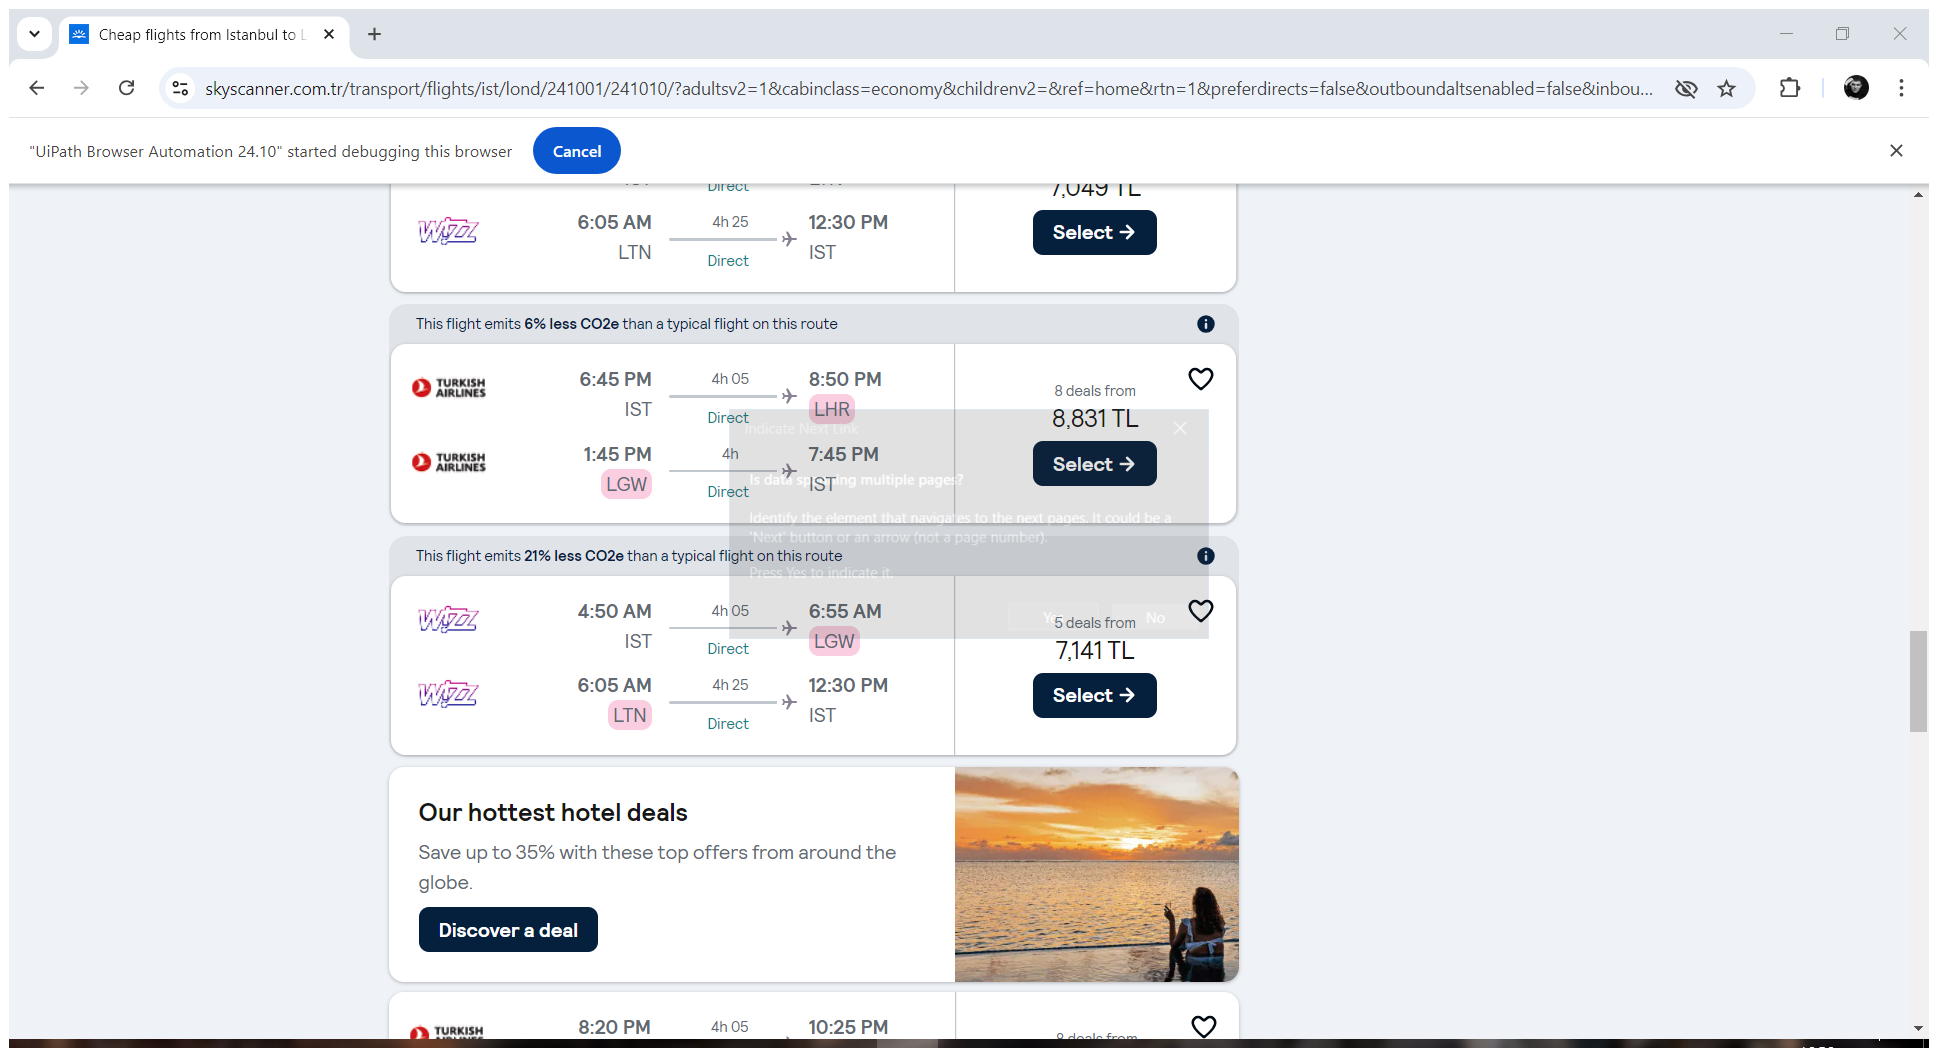 Cheap flights from Istanbul to L
skyscanner.com.tr/transport/flights/ist/lond/241001/241010/?adultsv2=1&cabinclass=economy&childrenv2=&ref=home&rtn=1&preferdirects=false&outboundaltsenabled=false&inbou...
"UiPath Browser Automation 24.10" started debugging this browser
Cancel
Direct
7,049 TL
WIZZ
6:05 AM 4h 25 12:30 PM
LTN Direct IST
Select →
This flight emits 6% less CO2e than a typical flight on this route
TURKISH AIRLINES
6:45 PM 4h 05 8:50 PM
IST Direct LHR
TURKISH AIRLINES
1:45 PM 4h 7:45 PM
LGW Direct IST
8 deals from
8,831 TL
Select →
Indicate Next Link
Is data spanning multiple pages?
Identify the element that navigates to the next pages. It could be a
'Next' button or an arrow (not a page number).
Press Yes to indicate it.
Yes No
This flight emits 21% less CO2e than a typical flight on this route
WIZZ
4:50 AM 4h 05 6:55 AM
IST Direct LGW
WIZZ
6:05 AM 4h 25 12:30 PM
LTN Direct IST
5 deals from
7,141 TL
Select →
Our hottest hotel deals
Save up to 35% with these top offers from around the
globe.
Discover a deal
TURKISH
8:20 PM 4h 05 10:25 PM
8 deals from